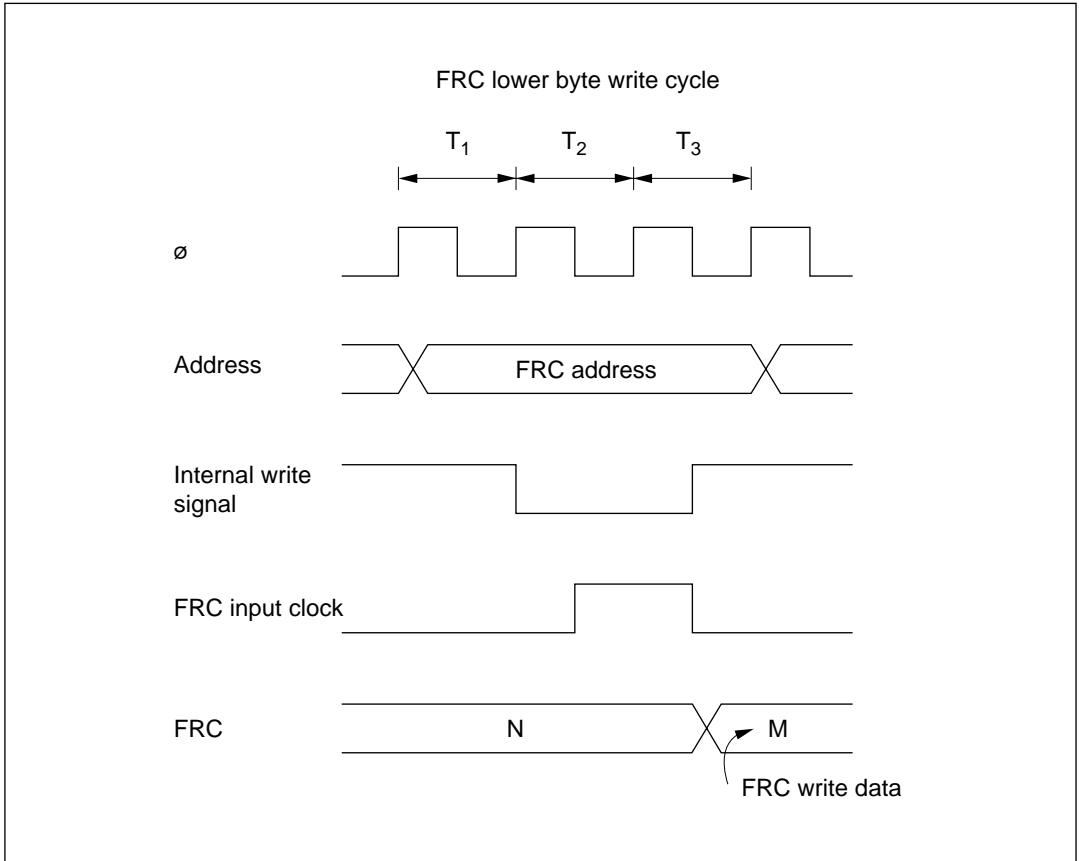 FRC lower byte write cycle
T1 T2 T3
ø
Address
FRC address
Internal write
signal
FRC input clock
FRC
N
M
FRC write data